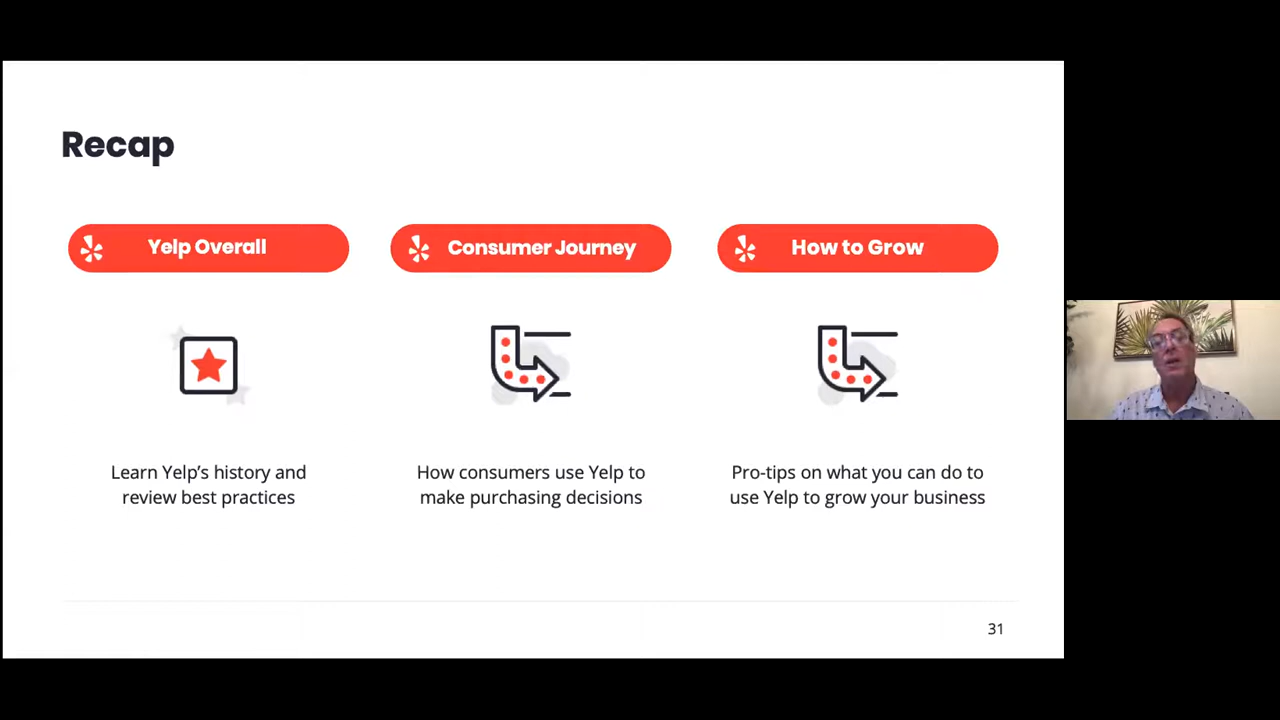 Recap
Yelp Overall
Consumer Journey
How to Grow
Learn Yelp’s history and
review best practices
How consumers use Yelp to
make purchasing decisions
Pro-tips on what you can do to
use Yelp to grow your business
31